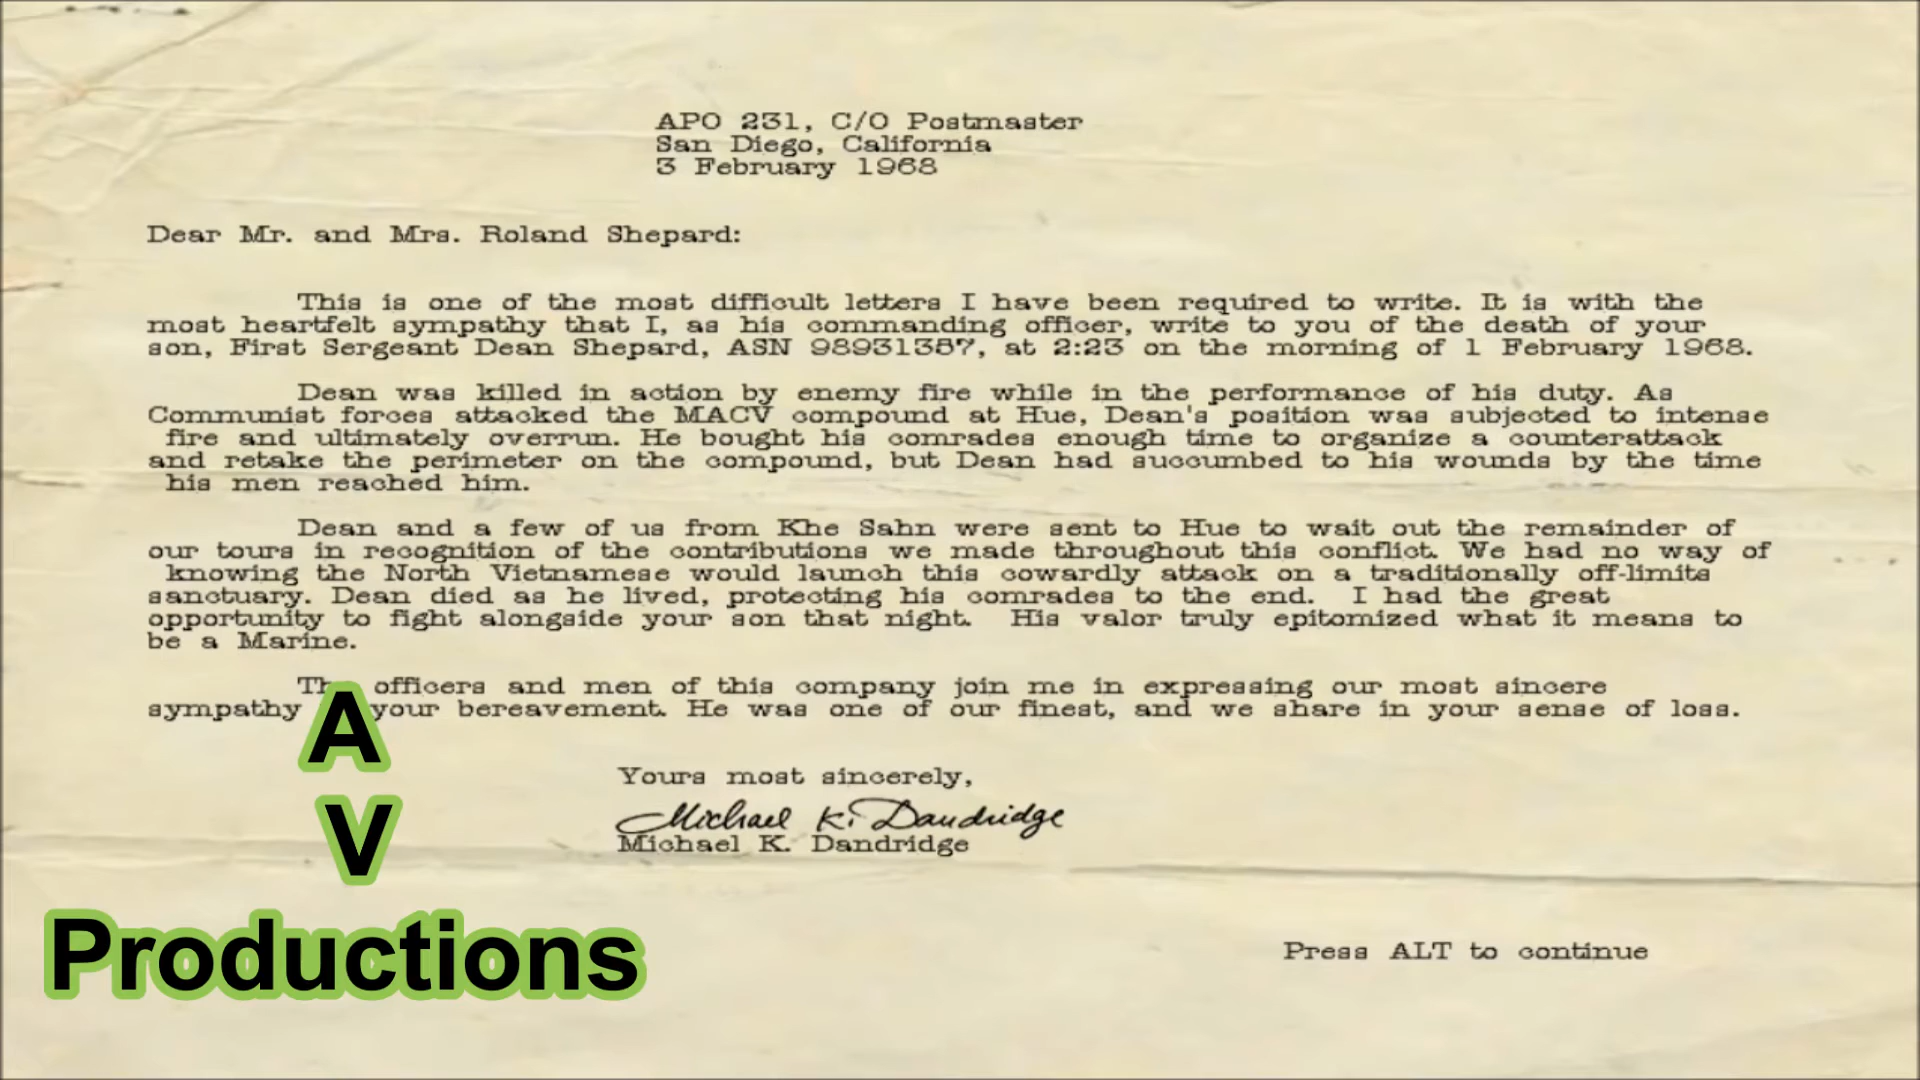 APO 231, C/O Postmaster
San Diego, California
3 February 1968
Dear Mr. and Mrs. Roland Shepard:
This is one of the most difficult letters I have been required to write. It is with the
most heartfelt sympathy that I, as his commanding officer, write to you of the death of your
son, First Sergeant Dean Shepard, ASN 98931387, at 2:23 on the morning of 1 February 1968.
Dean was killed in action by enemy fire while in the performance of his duty. As
Communist forces attacked the MACV compound at Hue, Dean's position was subjected to intense
fire and ultimately overrun. He bought his comrades enough time to organize a counterattack
and retake the perimeter on the compound, but Dean had succumbed to his wounds by the time
his men reached him.
Dean and a few of us from Khe Sahn were sent to Hue to wait out the remainder of
our tours in recognition of the contributions we made throughout this conflict. We had no way of
knowing the North Vietnamese would launch this cowardly attack on a traditionally off-limits
sanctuary. Dean died as he lived, protecting his comrades to the end. I had the great
opportunity to fight alongside your son that night. His valor truly epitomized what it means to
be a Marine.
officers and men of this company join me in expressing our most sincere
sympathy your bereavement. He was one of our finest, and we share in your sense of loss.
A
V
Productions
Yours most sincerely,
Michael K. Dandridge
Michael K. Dandridge
Press ALT to continue